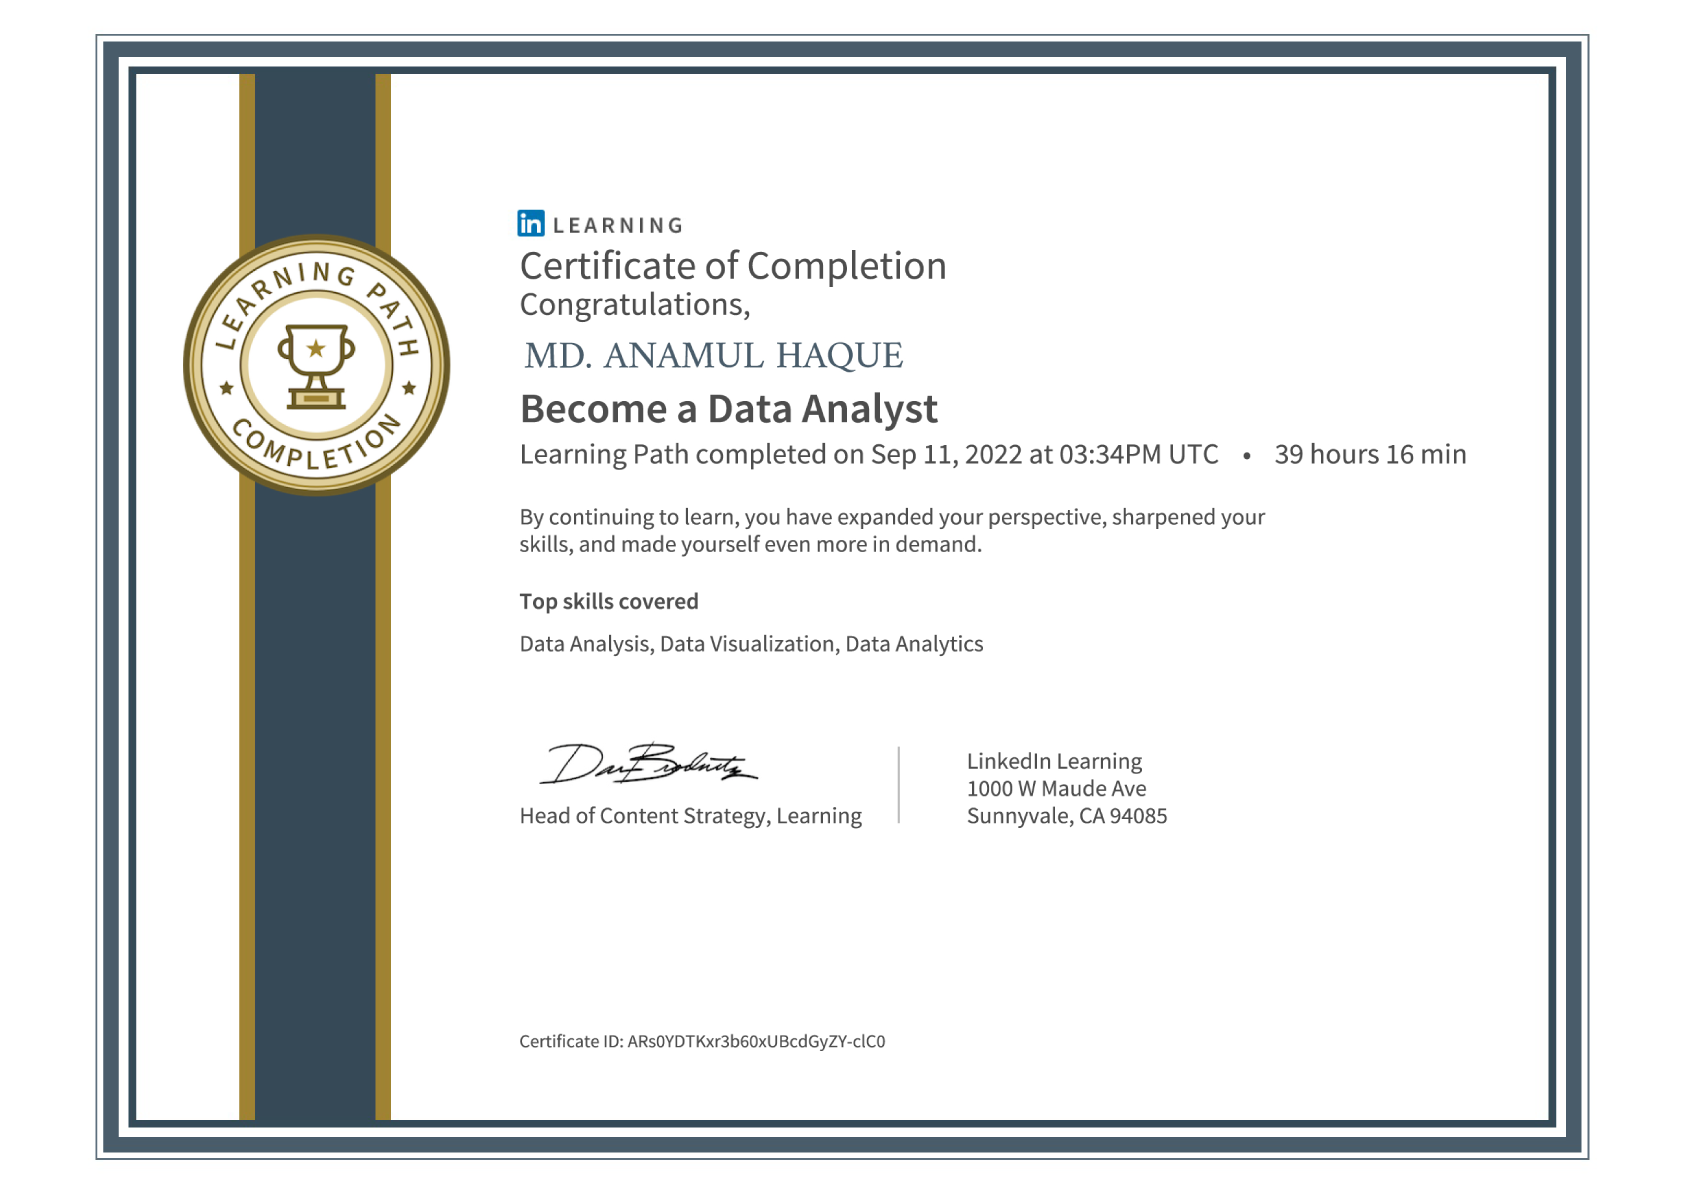 LEARNING PATH
COMPLETION
in LEARNING
Certificate of Completion
Congratulations,
MD. ANAMUL HAQUE
Become a Data Analyst
Learning Path completed on Sep 11, 2022 at 03:34PM UTC • 39 hours 16 min
By continuing to learn, you have expanded your perspective, sharpened your
skills, and made yourself even more in demand.
Top skills covered
Data Analysis, Data Visualization, Data Analytics
Head of Content Strategy, Learning
LinkedIn Learning
1000 W Maude Ave
Sunnyvale, CA 94085
Certificate ID: ARs0YDTKxr3b60xUBcdGyZY-clC0